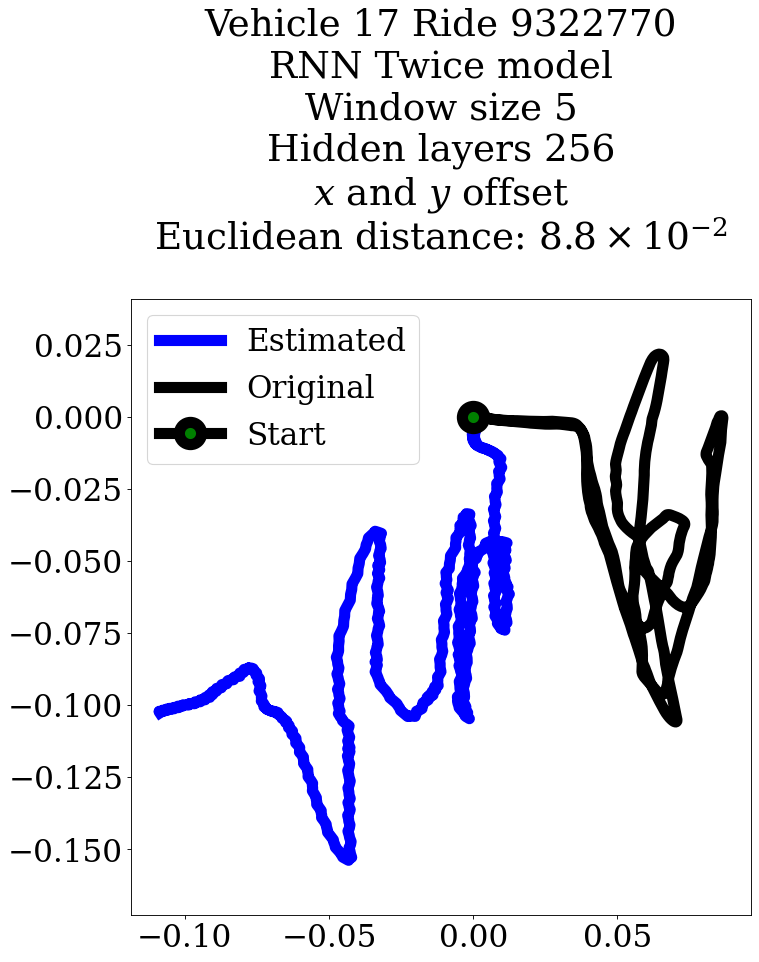 Vehicle 17 Ride 9322770
RNN Twice model
Window size 5
Hidden layers 256
x and y offset
Euclidean distance: 8.8 × 10⁻²
Estimated
Original
Start
0.025
0.000
−0.025
−0.050
−0.075
−0.100
−0.125
−0.150
−0.10 −0.05 0.00 0.05